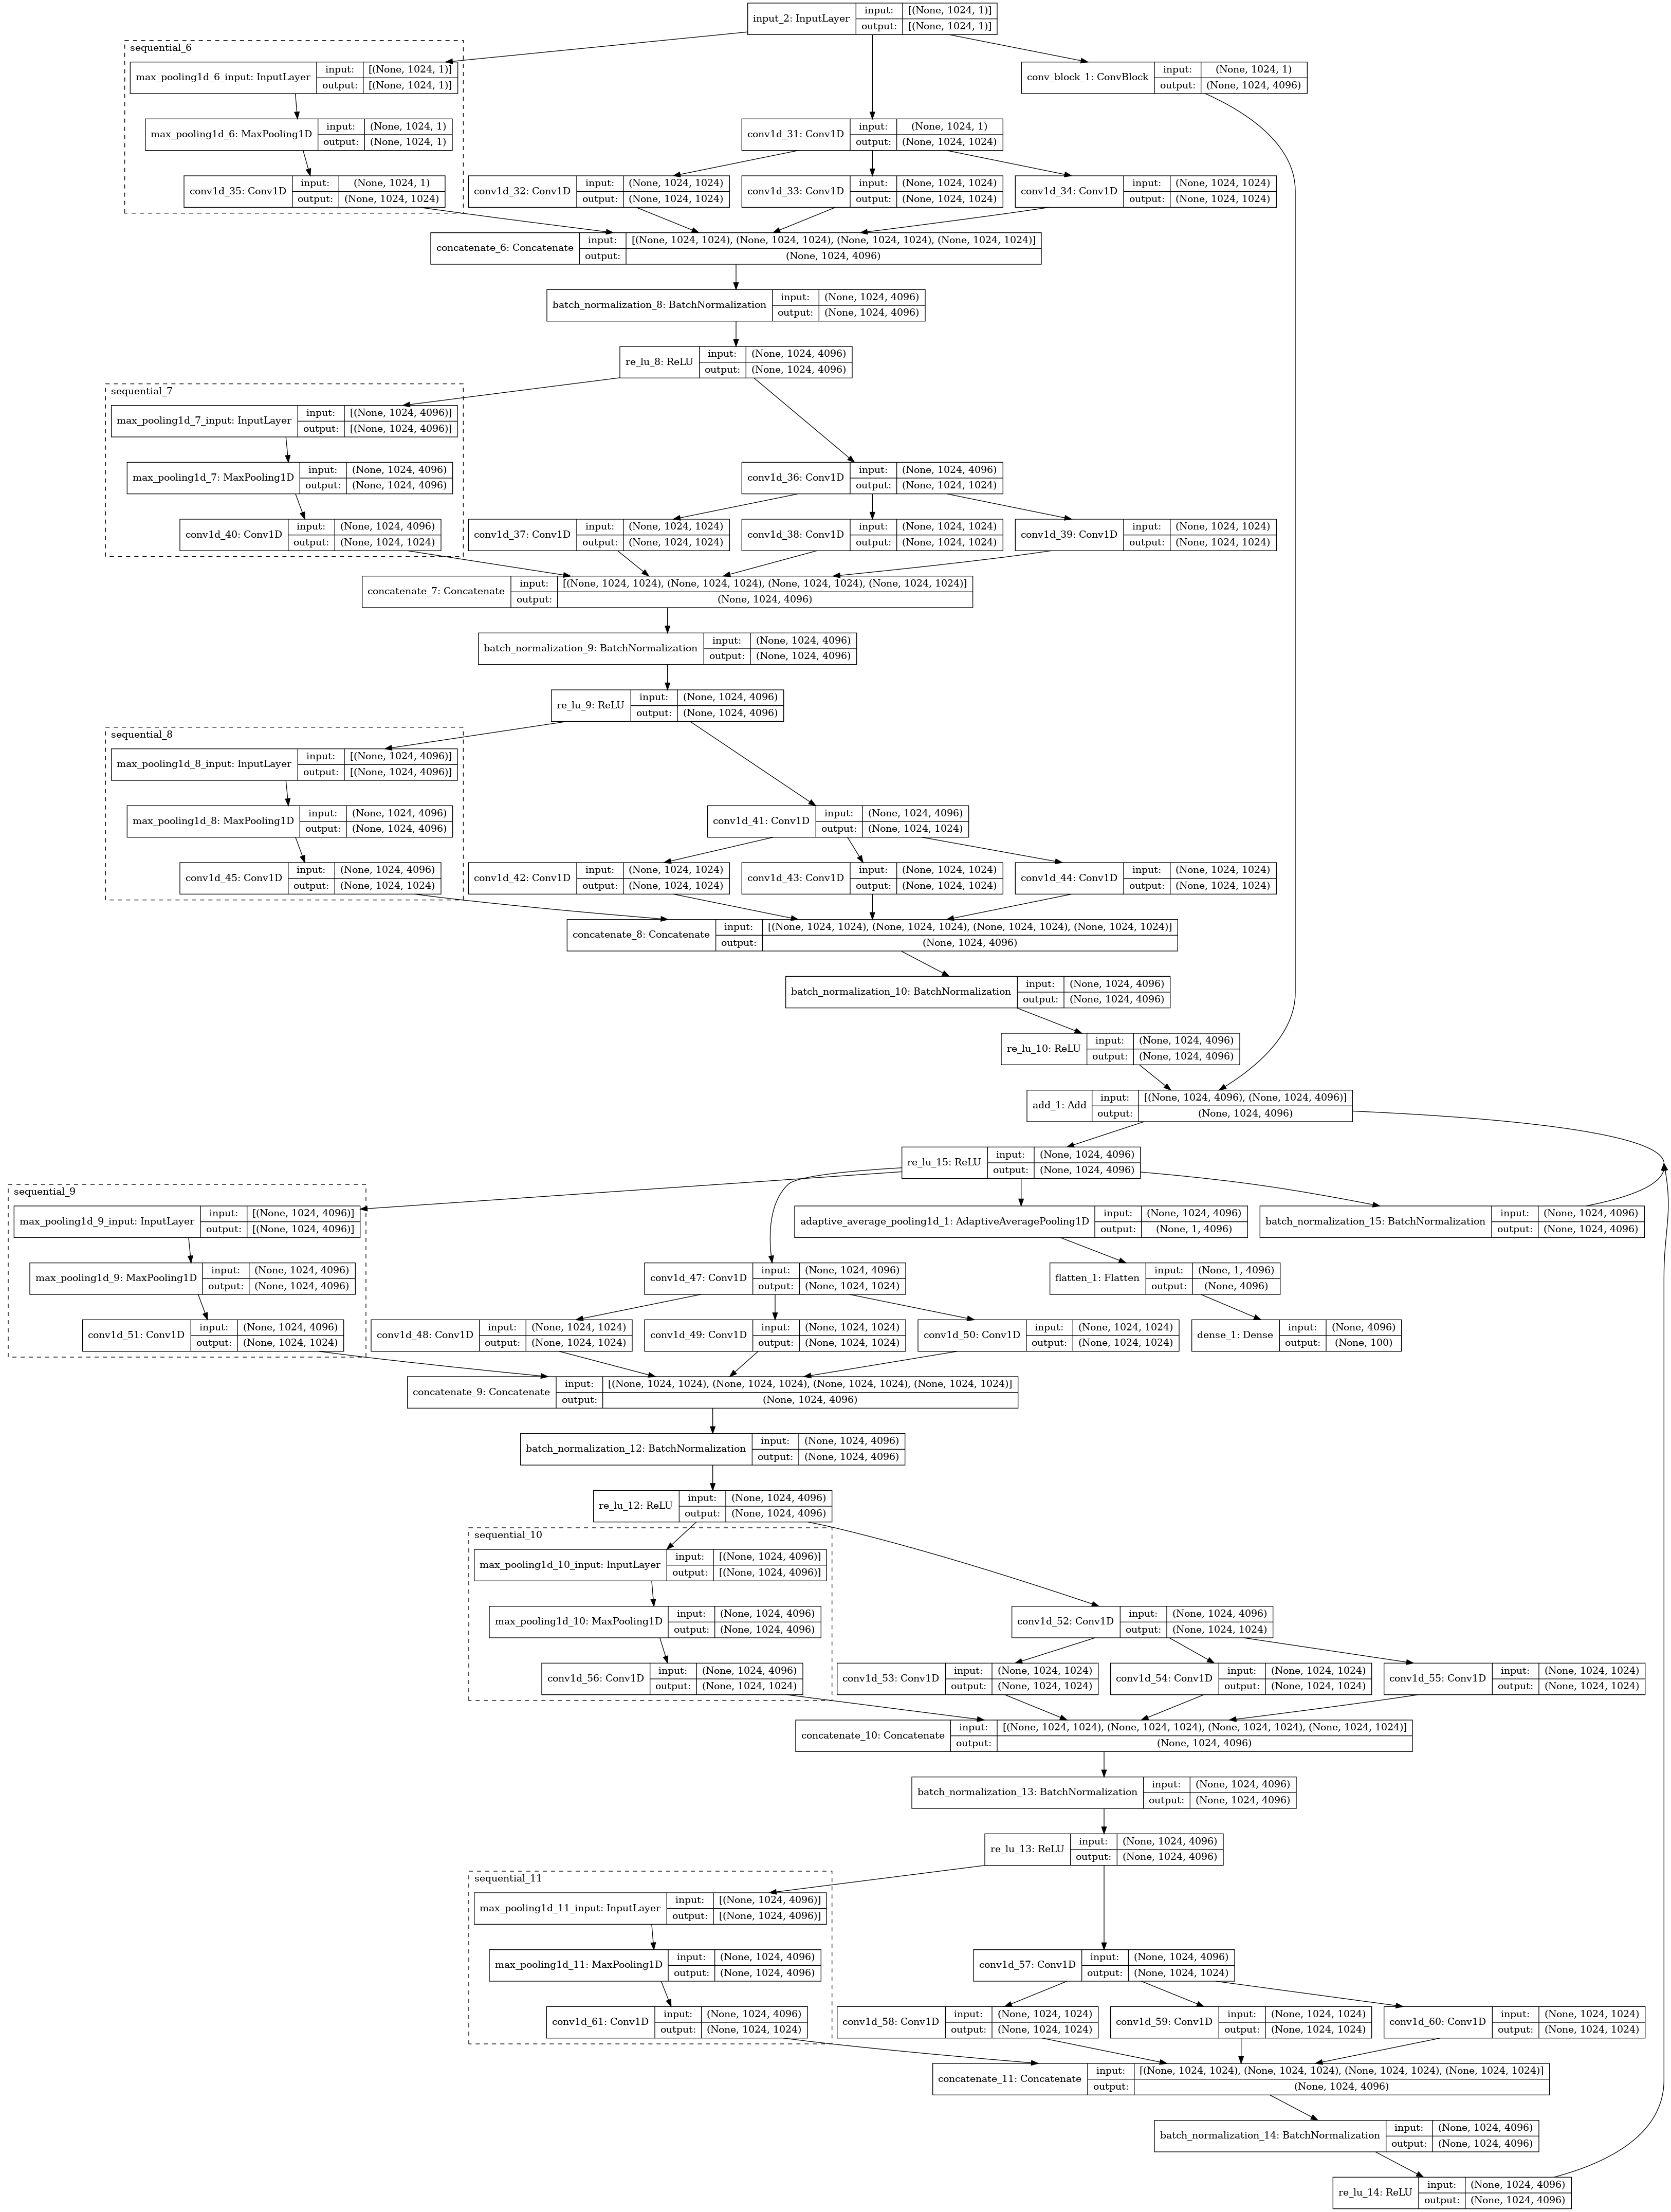 input_2: InputLayer
input: [(None, 1024, 1)]
output: [(None, 1024, 1)]
sequential_6
max_pooling1d_6_input: InputLayer
input: [(None, 1024, 1)]
output: [(None, 1024, 1)]
conv_block_1: ConvBlock
input: (None, 1024, 1)
output: (None, 1024, 4096)
max_pooling1d_6: MaxPooling1D
input: (None, 1024, 1)
output: (None, 1024, 1)
conv1d_31: Conv1D
input: (None, 1024, 1)
output: (None, 1024, 1024)
conv1d_35: Conv1D
input: (None, 1024, 1)
output: (None, 1024, 1024)
conv1d_32: Conv1D
input: (None, 1024, 1024)
output: (None, 1024, 1024)
conv1d_33: Conv1D
input: (None, 1024, 1024)
output: (None, 1024, 1024)
conv1d_34: Conv1D
input: (None, 1024, 1024)
output: (None, 1024, 1024)
concatenate_6: Concatenate
input: [(None, 1024, 1024), (None, 1024, 1024), (None, 1024, 1024), (None, 1024, 1024)]
output: (None, 1024, 4096)
batch_normalization_8: BatchNormalization
input: (None, 1024, 4096)
output: (None, 1024, 4096)
re_lu_8: ReLU
input: (None, 1024, 4096)
output: (None, 1024, 4096)
sequential_7
max_pooling1d_7_input: InputLayer
input: [(None, 1024, 4096)]
output: [(None, 1024, 4096)]
max_pooling1d_7: MaxPooling1D
input: (None, 1024, 4096)
output: (None, 1024, 4096)
conv1d_36: Conv1D
input: (None, 1024, 4096)
output: (None, 1024, 1024)
conv1d_40: Conv1D
input: (None, 1024, 4096)
output: (None, 1024, 1024)
conv1d_37: Conv1D
input: (None, 1024, 1024)
output: (None, 1024, 1024)
conv1d_38: Conv1D
input: (None, 1024, 1024)
output: (None, 1024, 1024)
conv1d_39: Conv1D
input: (None, 1024, 1024)
output: (None, 1024, 1024)
concatenate_7: Concatenate
input: [(None, 1024, 1024), (None, 1024, 1024), (None, 1024, 1024), (None, 1024, 1024)]
output: (None, 1024, 4096)
batch_normalization_9: BatchNormalization
input: (None, 1024, 4096)
output: (None, 1024, 4096)
re_lu_9: ReLU
input: (None, 1024, 4096)
output: (None, 1024, 4096)
sequential_8
max_pooling1d_8_input: InputLayer
input: [(None, 1024, 4096)]
output: [(None, 1024, 4096)]
max_pooling1d_8: MaxPooling1D
input: (None, 1024, 4096)
output: (None, 1024, 4096)
conv1d_41: Conv1D
input: (None, 1024, 4096)
output: (None, 1024, 1024)
conv1d_45: Conv1D
input: (None, 1024, 4096)
output: (None, 1024, 1024)
conv1d_42: Conv1D
input: (None, 1024, 1024)
output: (None, 1024, 1024)
conv1d_43: Conv1D
input: (None, 1024, 1024)
output: (None, 1024, 1024)
conv1d_44: Conv1D
input: (None, 1024, 1024)
output: (None, 1024, 1024)
concatenate_8: Concatenate
input: [(None, 1024, 1024), (None, 1024, 1024), (None, 1024, 1024), (None, 1024, 1024)]
output: (None, 1024, 4096)
batch_normalization_10: BatchNormalization
input: (None, 1024, 4096)
output: (None, 1024, 4096)
re_lu_10: ReLU
input: (None, 1024, 4096)
output: (None, 1024, 4096)
add_1: Add
input: [(None, 1024, 4096), (None, 1024, 4096)]
output: (None, 1024, 4096)
re_lu_15: ReLU
input: (None, 1024, 4096)
output: (None, 1024, 4096)
sequential_9
max_pooling1d_9_input: InputLayer
input: [(None, 1024, 4096)]
output: [(None, 1024, 4096)]
adaptive_average_pooling1d_1: AdaptiveAveragePooling1D
input: (None, 1024, 4096)
output: (None, 1, 4096)
batch_normalization_15: BatchNormalization
input: (None, 1024, 4096)
output: (None, 1024, 4096)
max_pooling1d_9: MaxPooling1D
input: (None, 1024, 4096)
output: (None, 1024, 4096)
conv1d_47: Conv1D
input: (None, 1024, 4096)
output: (None, 1024, 1024)
flatten_1: Flatten
input: (None, 1, 4096)
output: (None, 4096)
conv1d_51: Conv1D
input: (None, 1024, 4096)
output: (None, 1024, 1024)
conv1d_48: Conv1D
input: (None, 1024, 1024)
output: (None, 1024, 1024)
conv1d_49: Conv1D
input: (None, 1024, 1024)
output: (None, 1024, 1024)
conv1d_50: Conv1D
input: (None, 1024, 1024)
output: (None, 1024, 1024)
dense_1: Dense
input: (None, 4096)
output: (None, 100)
concatenate_9: Concatenate
input: [(None, 1024, 1024), (None, 1024, 1024), (None, 1024, 1024), (None, 1024, 1024)]
output: (None, 1024, 4096)
batch_normalization_12: BatchNormalization
input: (None, 1024, 4096)
output: (None, 1024, 4096)
re_lu_12: ReLU
input: (None, 1024, 4096)
output: (None, 1024, 4096)
sequential_10
max_pooling1d_10_input: InputLayer
input: [(None, 1024, 4096)]
output: [(None, 1024, 4096)]
max_pooling1d_10: MaxPooling1D
input: (None, 1024, 4096)
output: (None, 1024, 4096)
conv1d_52: Conv1D
input: (None, 1024, 4096)
output: (None, 1024, 1024)
conv1d_56: Conv1D
input: (None, 1024, 4096)
output: (None, 1024, 1024)
conv1d_53: Conv1D
input: (None, 1024, 1024)
output: (None, 1024, 1024)
conv1d_54: Conv1D
input: (None, 1024, 1024)
output: (None, 1024, 1024)
conv1d_55: Conv1D
input: (None, 1024, 1024)
output: (None, 1024, 1024)
concatenate_10: Concatenate
input: [(None, 1024, 1024), (None, 1024, 1024), (None, 1024, 1024), (None, 1024, 1024)]
output: (None, 1024, 4096)
batch_normalization_13: BatchNormalization
input: (None, 1024, 4096)
output: (None, 1024, 4096)
re_lu_13: ReLU
input: (None, 1024, 4096)
output: (None, 1024, 4096)
sequential_11
max_pooling1d_11_input: InputLayer
input: [(None, 1024, 4096)]
output: [(None, 1024, 4096)]
max_pooling1d_11: MaxPooling1D
input: (None, 1024, 4096)
output: (None, 1024, 4096)
conv1d_57: Conv1D
input: (None, 1024, 4096)
output: (None, 1024, 1024)
conv1d_61: Conv1D
input: (None, 1024, 4096)
output: (None, 1024, 1024)
conv1d_58: Conv1D
input: (None, 1024, 1024)
output: (None, 1024, 1024)
conv1d_59: Conv1D
input: (None, 1024, 1024)
output: (None, 1024, 1024)
conv1d_60: Conv1D
input: (None, 1024, 1024)
output: (None, 1024, 1024)
concatenate_11: Concatenate
input: [(None, 1024, 1024), (None, 1024, 1024), (None, 1024, 1024), (None, 1024, 1024)]
output: (None, 1024, 4096)
batch_normalization_14: BatchNormalization
input: (None, 1024, 4096)
output: (None, 1024, 4096)
re_lu_14: ReLU
input: (None, 1024, 4096)
output: (None, 1024, 4096)